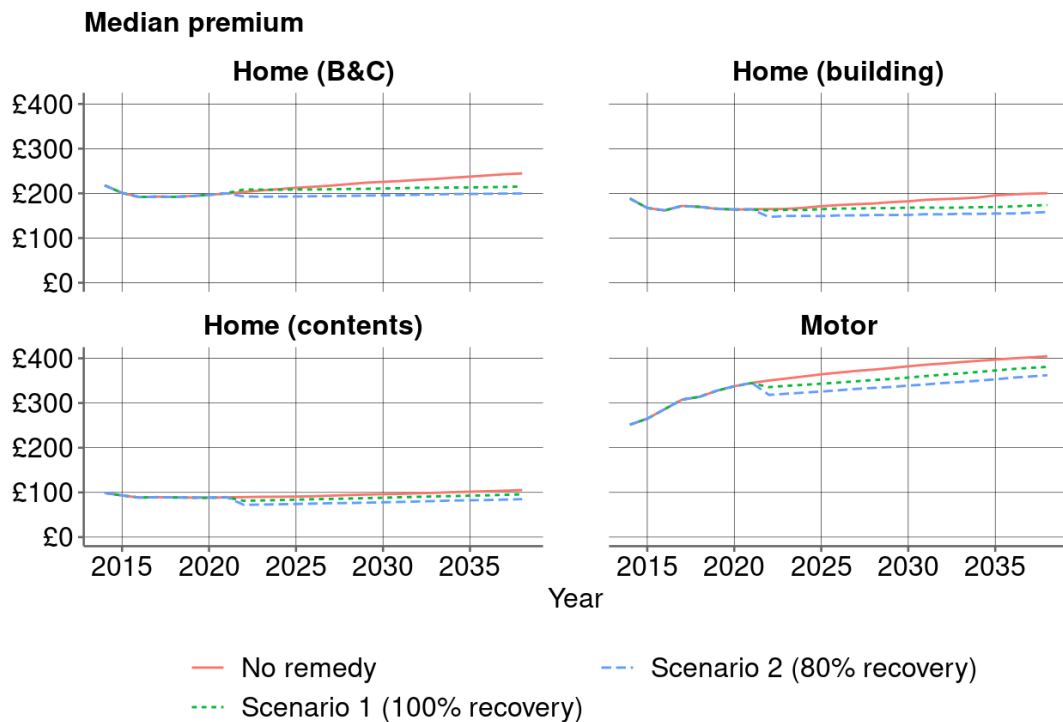 Median premium
Home (B&C)
Home (building)
£400
£300
£200
£100
£0
Home (contents)
Motor
£400
£300
£200
£100
£0
2015 2020 2025 2030 2035
2015 2020 2025 2030 2035
Year
No remedy
Scenario 2 (80% recovery)
Scenario 1 (100% recovery)